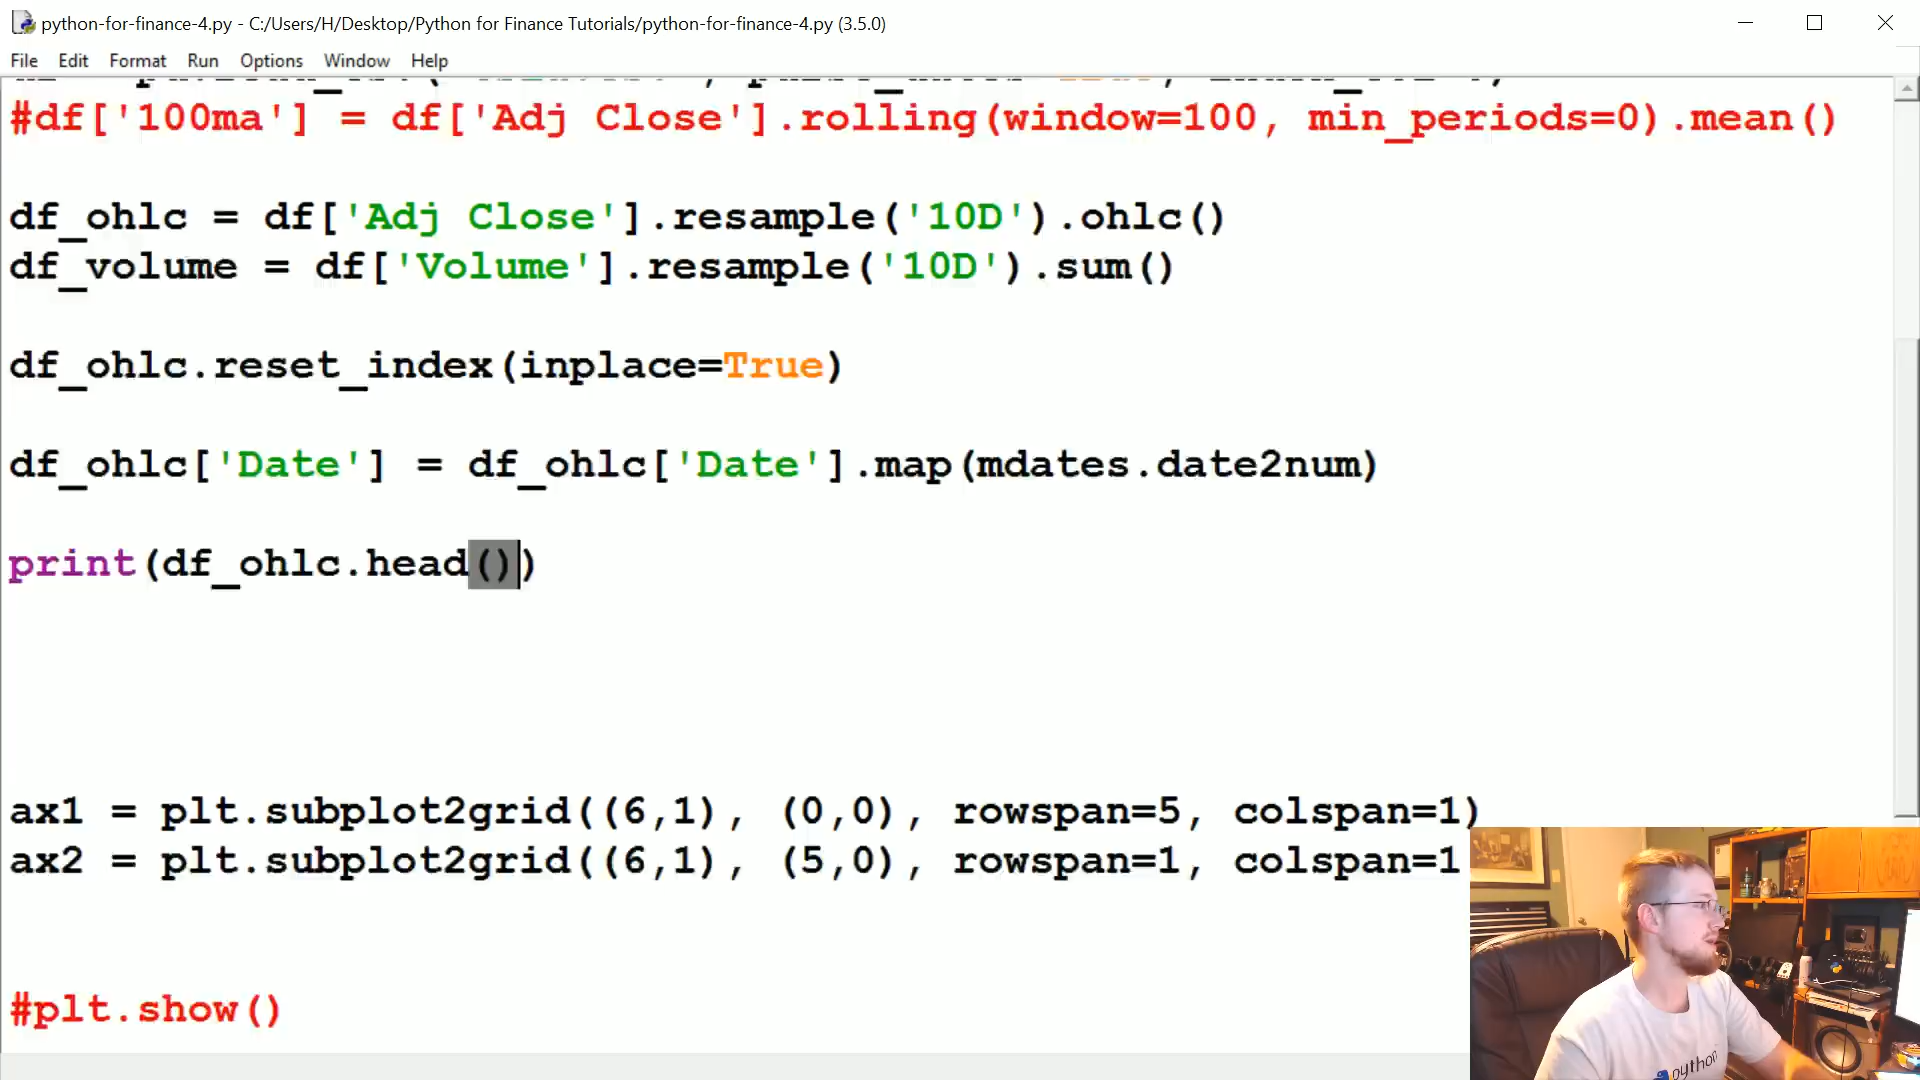 python-for-finance-4.py - C:/Users/H/Desktop/Python for Finance Tutorials/python-for-finance-4.py (3.5.0)
File Edit Format Run Options Window Help
#df['100ma'] = df['Adj Close'].rolling(window=100, min_periods=0).mean()
df_ohlc = df['Adj Close'].resample('10D').ohlc()
df_volume = df['Volume'].resample('10D').sum()
df_ohlc.reset_index(inplace=True)
df_ohlc['Date'] = df_ohlc['Date'].map(mdates.date2num)
print(df_ohlc.head())
ax1 = plt.subplot2grid((6,1), (0,0), rowspan=5, colspan=1)
ax2 = plt.subplot2grid((6,1), (5,0), rowspan=1, colspan=1
#plt.show()
python